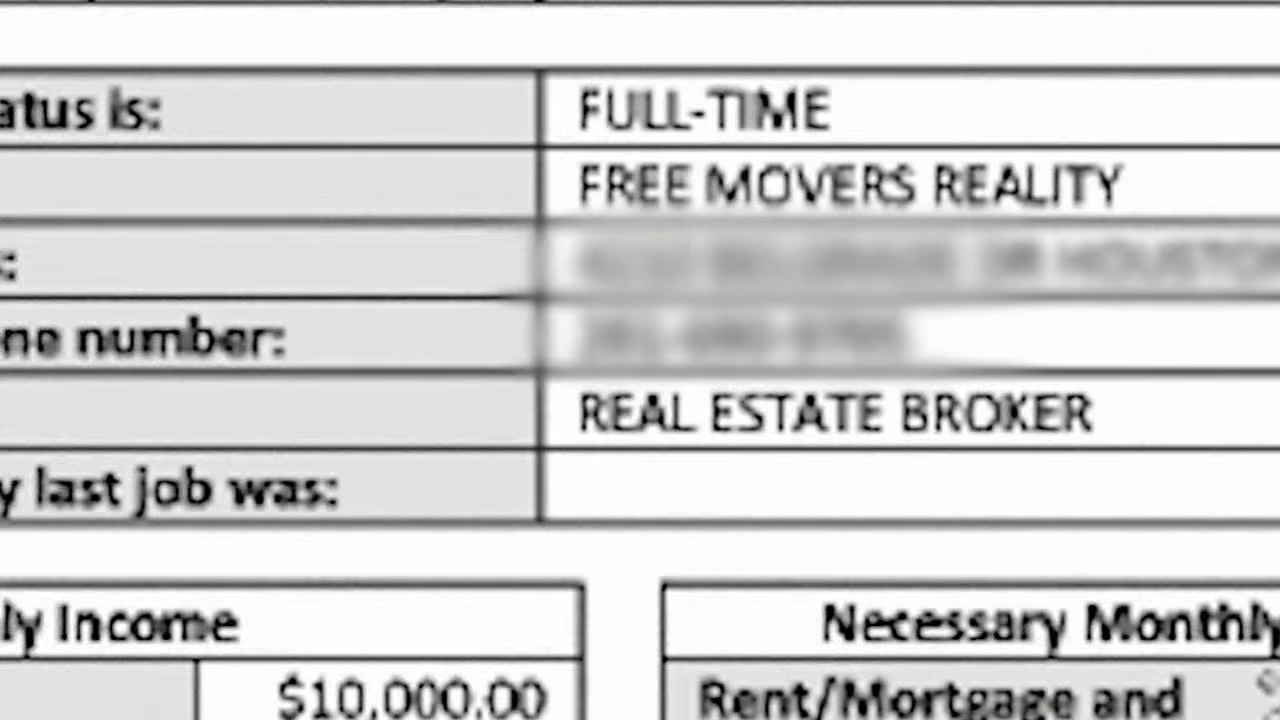 atus is: FULL-TIME
FREE MOVERS REALITY
s:
ne number:
REAL ESTATE BROKER
y last job was:
ly Income
Necessary Monthly
$10,000.00
Rent/Mortgage and